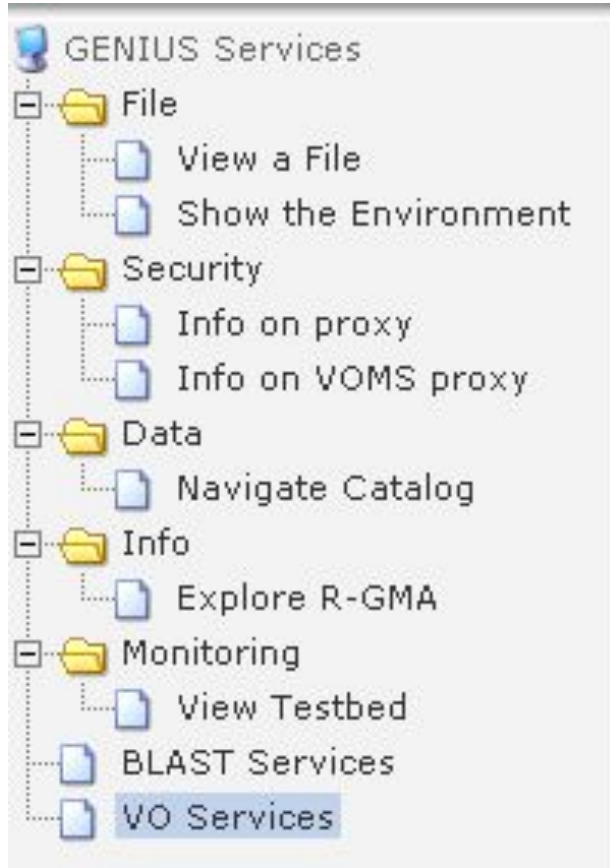 GENIUS Services
File
View a File
Show the Environment
Security
Info on proxy
Info on VOMS proxy
Data
Navigate Catalog
Info
Explore R-GMA
Monitoring
View Testbed
BLAST Services
VO Services